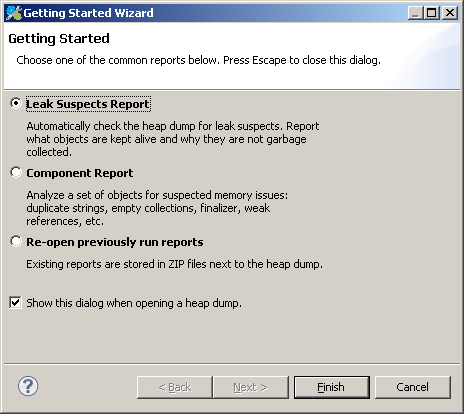 Getting Started Wizard
Getting Started
Choose one of the common reports below. Press Escape to close this dialog.
Leak Suspects Report
Automatically check the heap dump for leak suspects. Report
what objects are kept alive and why they are not garbage
collected.
Component Report
Analyze a set of objects for suspected memory issues:
duplicate strings, empty collections, finalizer, weak
references, etc.
Re-open previously run reports
Existing reports are stored in ZIP files next to the heap dump.
Show this dialog when opening a heap dump.
? < Back Next > Finish Cancel